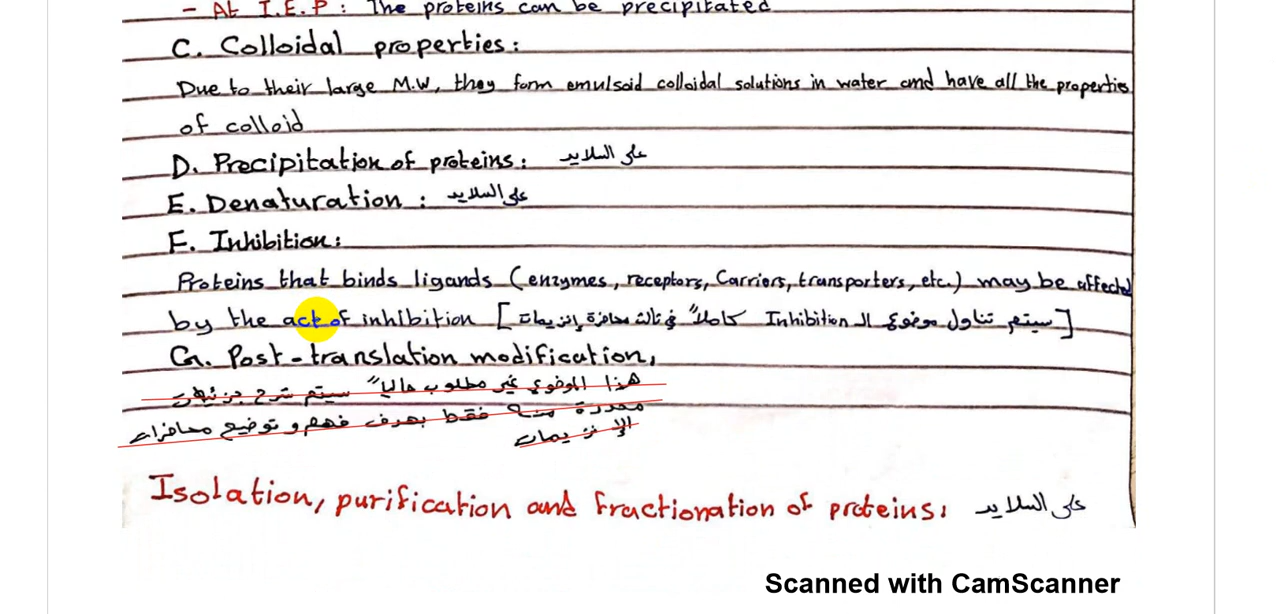 - At I.E.P: The proteins can be precipitated
C. Colloidal properties:
Due to their large M.W, they form emulsoid colloidal solutions in water and have all the properties
of colloid
D. Precipitation of proteins: على السلايد
E. Denaturation: على السلايد
F. Inhibition:
Proteins that binds ligands (enzymes, receptors, Carriers, transporters, etc.) may be affected
by the act of inhibition [سيتم تناول موضوع الـ Inhibition كاملاً في ثالث محاضرة إنزيمات]
G. Post-translation modification,
هذا الموضوع غير مطلوب حالياً سيتم شرح جزئيات
محددة منه فقط بهدف فهم و توضيح محاضرات
الإنزيمات
Isolation, purification and fractionation of proteins: على السلايد
Scanned with CamScanner